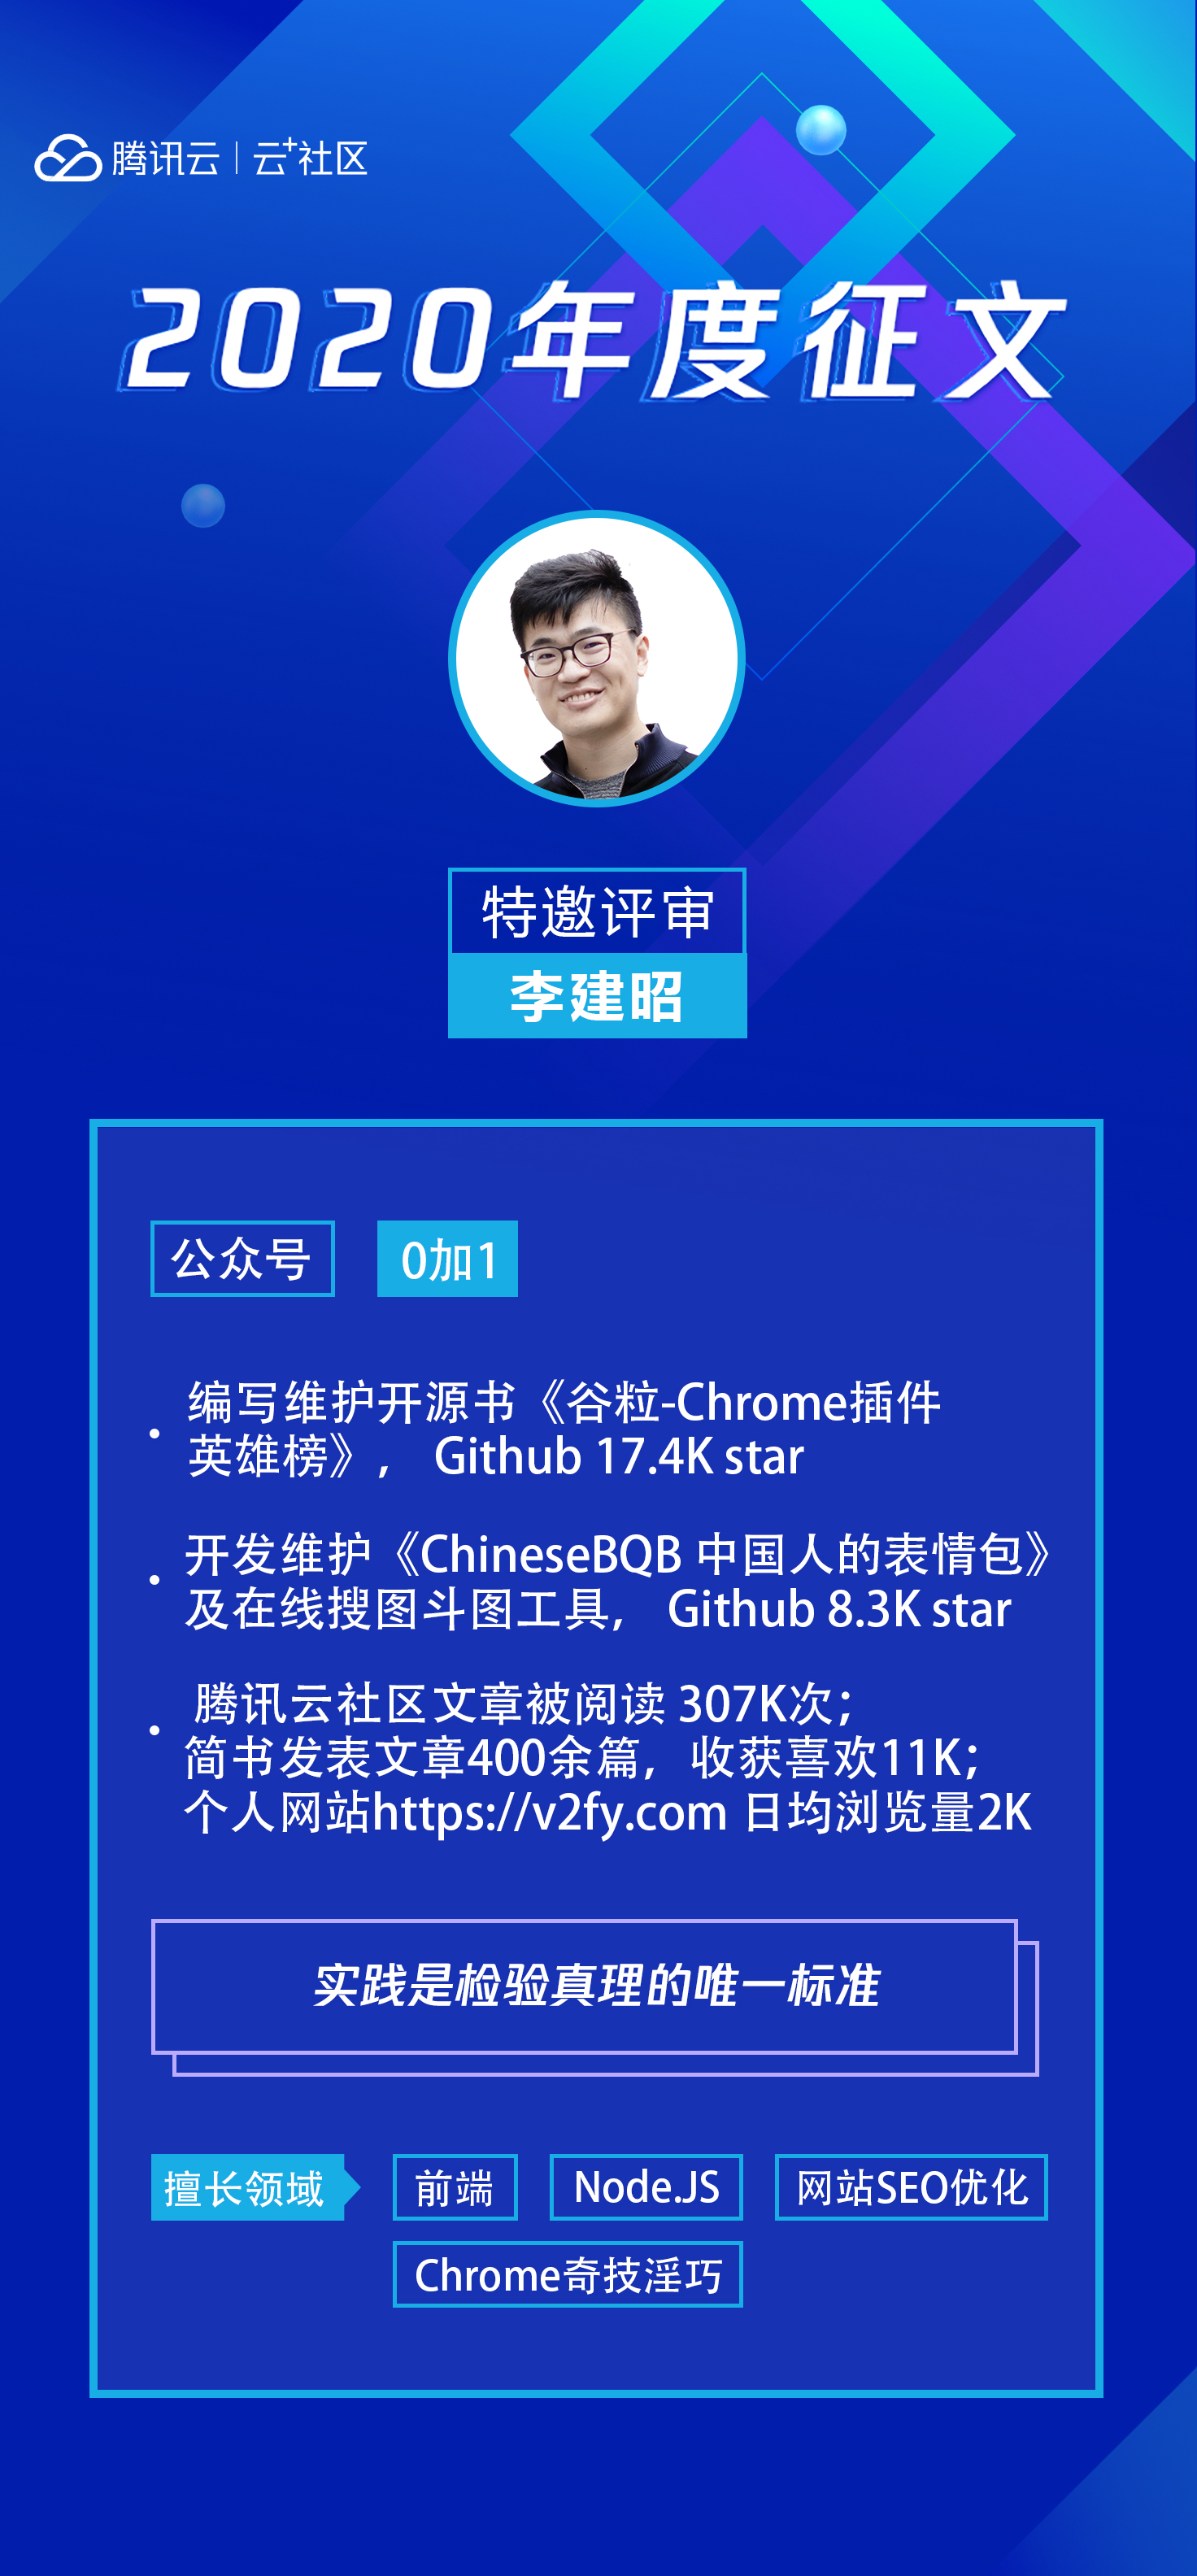 腾讯云 | 云+社区
2020年度征文
特邀评审
李建昭
公众号 0加1
编写维护开源书《谷粒-Chrome插件
英雄榜》， Github 17.4K star
开发维护《ChineseBQB 中国人的表情包》
及在线搜图斗图工具， Github 8.3K star
腾讯云社区文章被阅读 307K次；
简书发表文章400余篇，收获喜欢11K；
个人网站https://v2fy.com 日均浏览量2K
实践是检验真理的唯一标准
擅长领域 前端 Node.JS 网站SEO优化
Chrome奇技淫巧